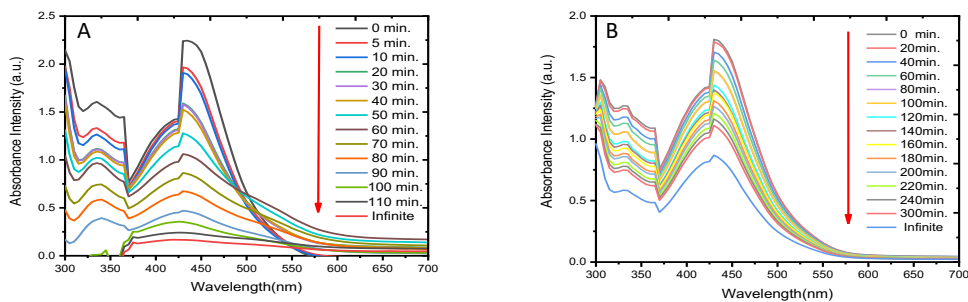 A
2.5
2.0
1.5
1.0
0.5
0.0
Absorbance Intensity (a.u.)
300 350 400 450 500 550 600 650 700
Wavelength(nm)
0 min.
5 min.
10 min.
20 min.
30 min.
40 min.
50 min.
60 min.
70 min.
80 min.
90 min.
100 min.
110 min.
Infinite
B
2.0
1.5
1.0
0.5
0.0
Absorbance Intensity (a.u.)
300 350 400 450 500 550 600 650 700
Wavelength(nm)
0 min.
20min.
40min.
60min.
80min.
100min.
120min.
140min.
160min.
180min.
200min.
220min.
240min
300min.
Infinite